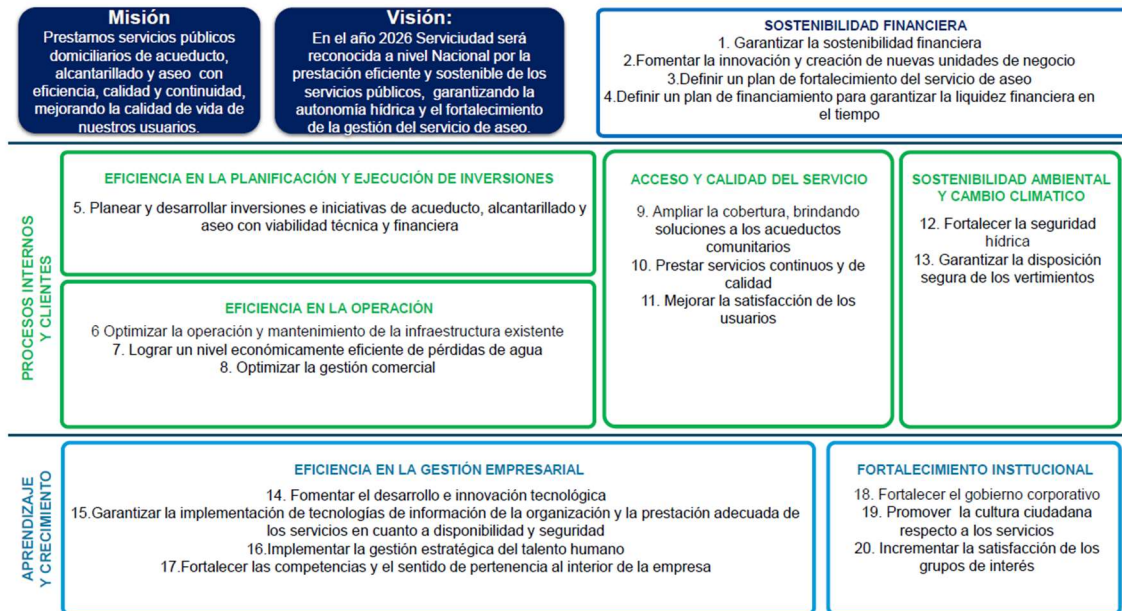 Misión
Prestamos servicios públicos
domiciliarios de acueducto,
alcantarillado y aseo con
eficiencia, calidad y continuidad,
mejorando la calidad de vida de
nuestros usuarios.
Visión:
En el año 2026 Serviciudad será
reconocida a nivel Nacional por la
prestación eficiente y sostenible de los
servicios públicos, garantizando la
autonomía hídrica y el fortalecimiento
de la gestión del servicio de aseo.
SOSTENIBILIDAD FINANCIERA
1. Garantizar la sostenibilidad financiera
2.Fomentar la innovación y creación de nuevas unidades de negocio
3.Definir un plan de fortalecimiento del servicio de aseo
4.Definir un plan de financiamiento para garantizar la liquidez financiera en
el tiempo
PROCESOS INTERNOS
Y CLIENTES
EFICIENCIA EN LA PLANIFICACIÓN Y EJECUCIÓN DE INVERSIONES
5. Planear y desarrollar inversiones e iniciativas de acueducto, alcantarillado y
aseo con viabilidad técnica y financiera
EFICIENCIA EN LA OPERACIÓN
6 Optimizar la operación y mantenimiento de la infraestructura existente
7. Lograr un nivel económicamente eficiente de pérdidas de agua
8. Optimizar la gestión comercial
ACCESO Y CALIDAD DEL SERVICIO
9. Ampliar la cobertura, brindando
soluciones a los acueductos
comunitarios
10. Prestar servicios continuos y de
calidad
11. Mejorar la satisfacción de los
usuarios
SOSTENIBILIDAD AMBIENTAL
Y CAMBIO CLIMATICO
12. Fortalecer la seguridad
hídrica
13. Garantizar la disposición
segura de los vertimientos
APRENDIZAJE
Y CRECIMIENTO
EFICIENCIA EN LA GESTIÓN EMPRESARIAL
14. Fomentar el desarrollo e innovación tecnológica
15.Garantizar la implementación de tecnologías de información de la organización y la prestación adecuada de
los servicios en cuanto a disponibilidad y seguridad
16.Implementar la gestión estratégica del talento humano
17.Fortalecer las competencias y el sentido de pertenencia al interior de la empresa
FORTALECIMIENTO INSTTUCIONAL
18. Fortalecer el gobierno corporativo
19. Promover la cultura ciudadana
respecto a los servicios
20. Incrementar la satisfacción de los
grupos de interés